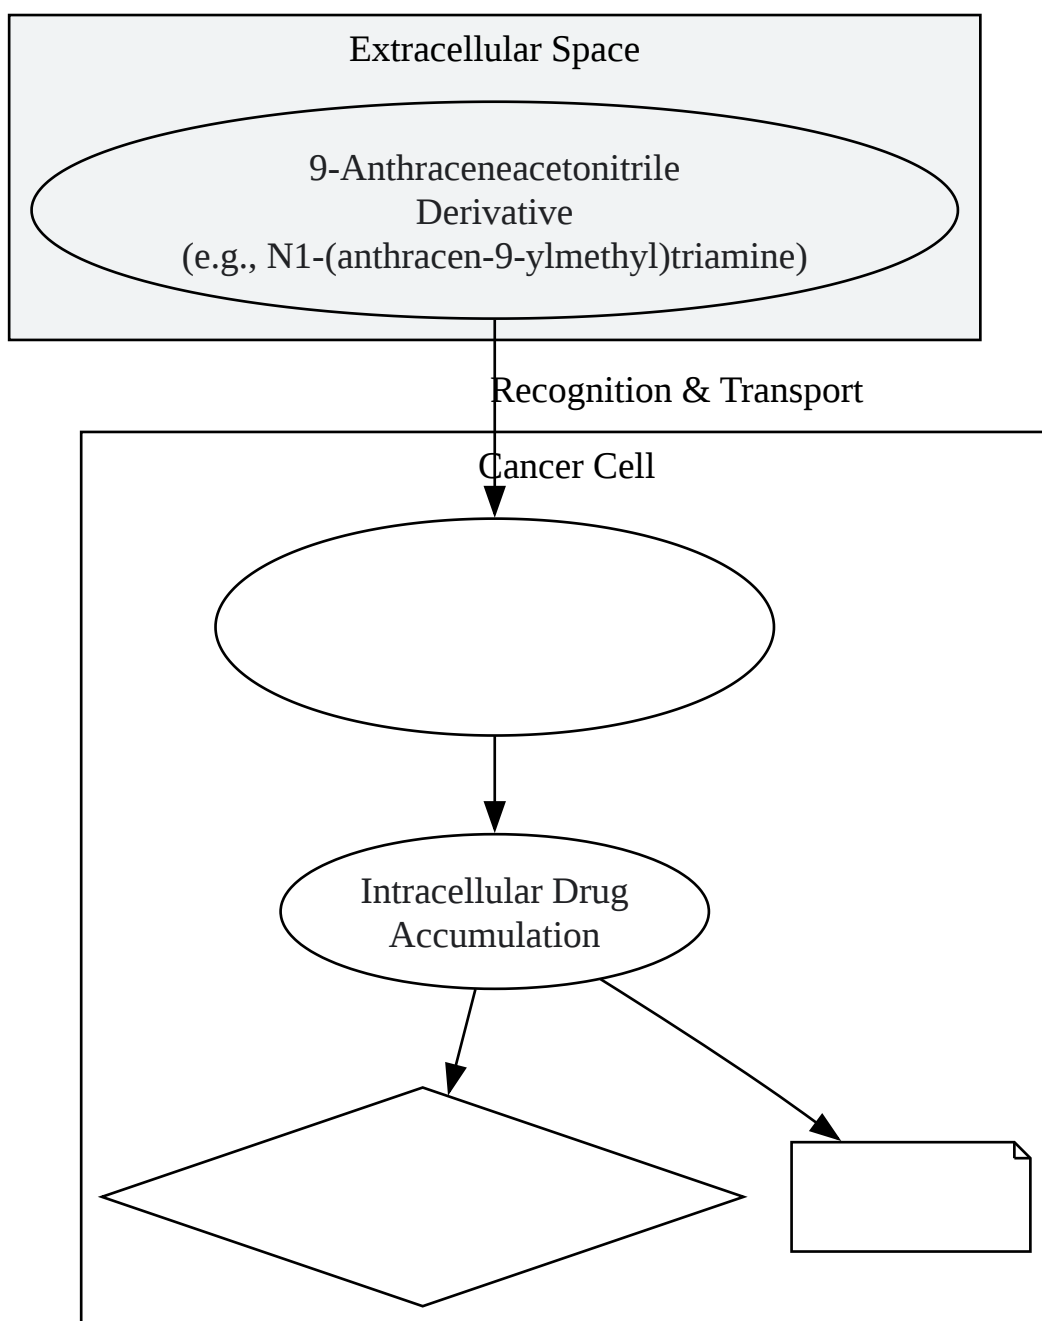 Extracellular Space
9-Anthraceneacetonitrile
Derivative
(e.g., N1-(anthracen-9-ylmethyl)triamine)
Recognition & Transport
Cancer Cell
Intracellular Drug
Accumulation